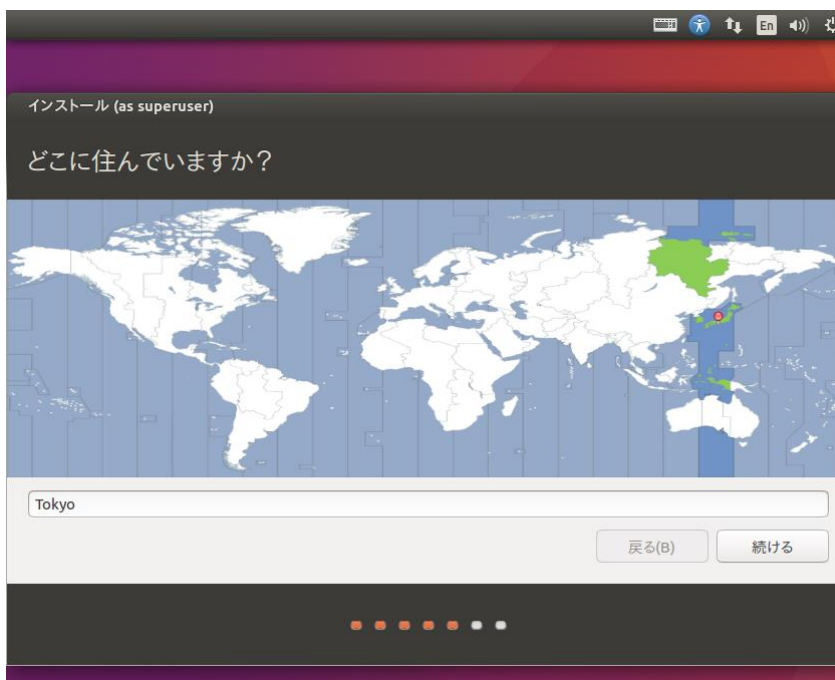 En
インストール (as superuser)
どこに住んでいますか？
Tokyo
戻る(B)
続ける